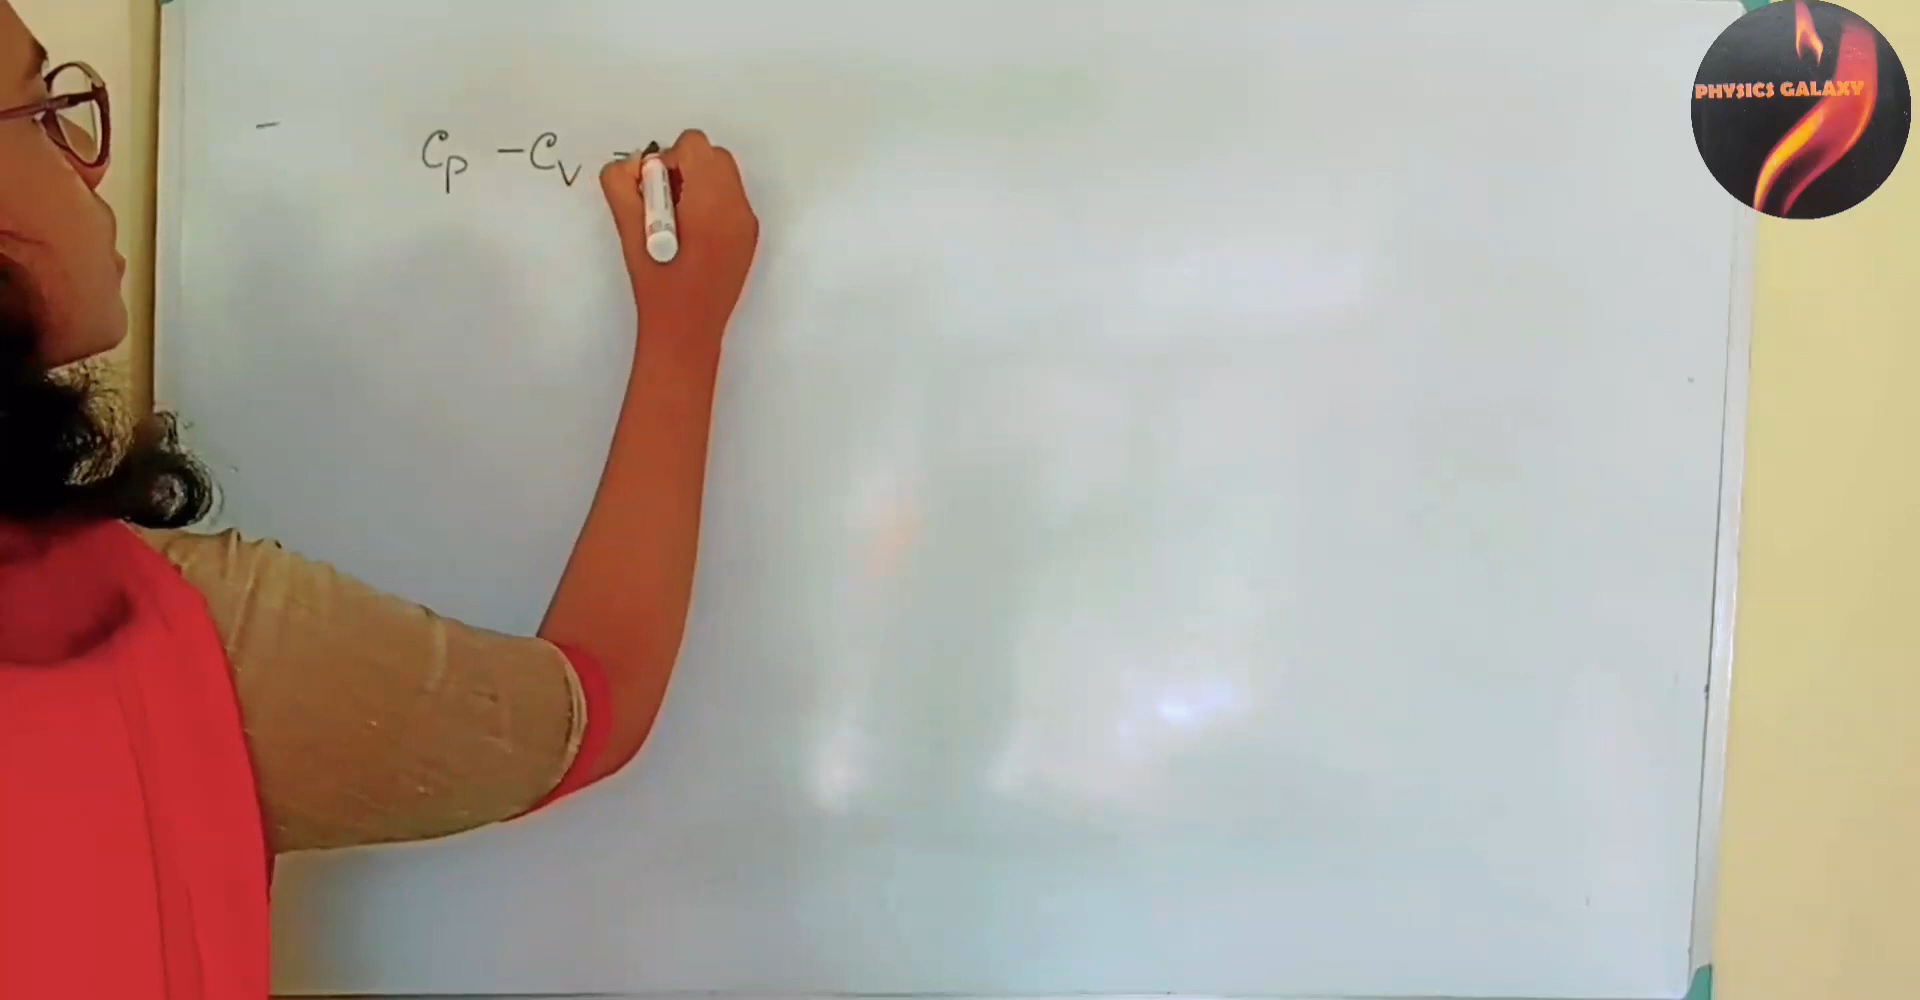 Cp - Cv =
PHYSICS GALAXY